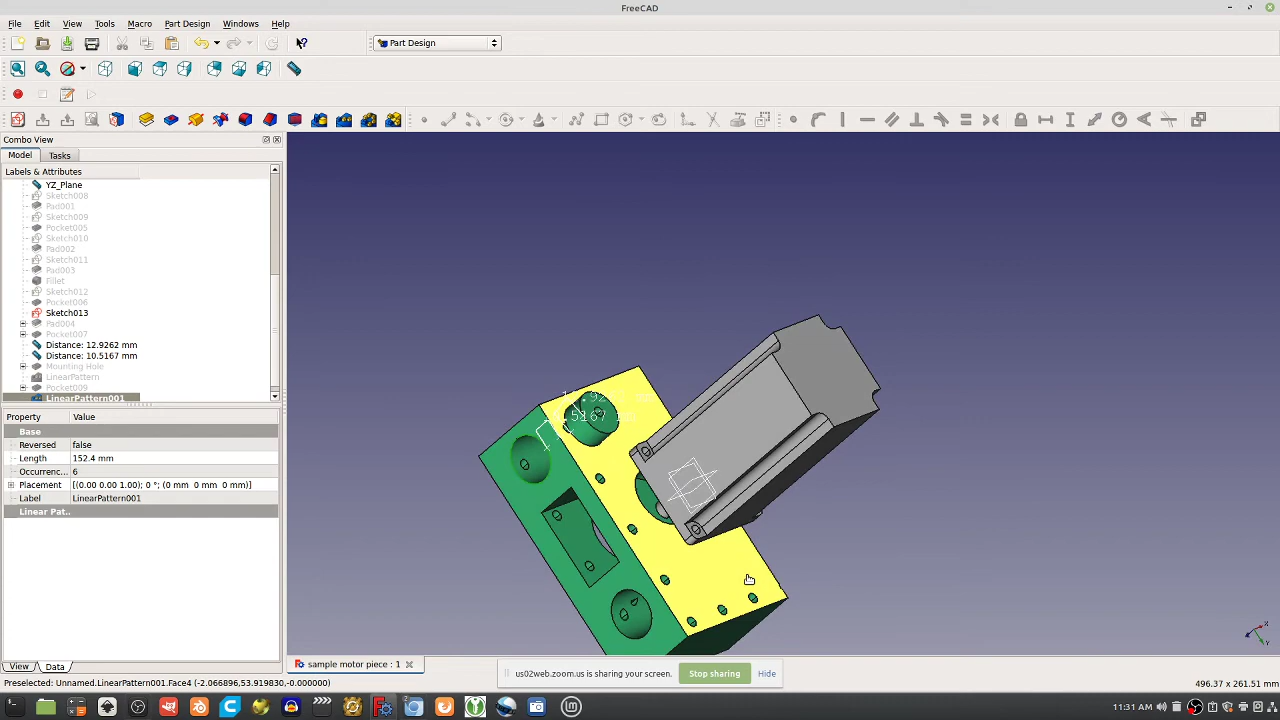 FreeCAD
File Edit View Tools Macro Part Design Windows Help
Part Design
Combo View
Model Tasks
Labels & Attributes
YZ_Plane
Sketch008
Pad001
Sketch009
Pocket005
Sketch010
Pad002
Sketch011
Pad003
Fillet
Sketch012
Pocket006
Sketch013
Pad004
Pocket007
Distance: 12.9262 mm
Distance: 10.5167 mm
Mounting Hole
LinearPattern
Pocket009
LinearPattern001
Property Value
Base
Reversed false
Length 152.4 mm
Occurrenc... 6
Placement [(0.00 0.00 1.00); 0 °; (0 mm 0 mm 0 mm)]
Label LinearPattern001
Linear Pat..
View Data
sample motor piece : 1
us02web.zoom.us is sharing your screen. Stop sharing Hide
Preselected: Unnamed.LinearPattern001.Face4 (-2.066896,53.919830,-0.000000)
496.37 x 261.51 mm
11:31 AM